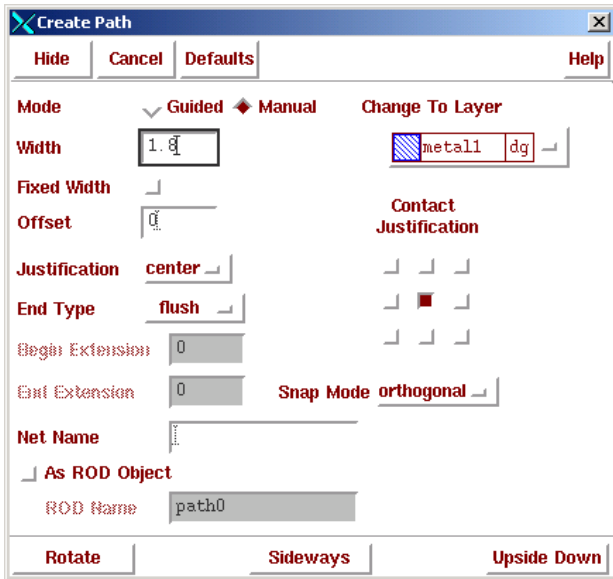 Create Path
Hide Cancel Defaults Help
Mode Guided Manual Change To Layer
Width 1.8 metal1 dg
Fixed Width
Offset 0 Contact
Justification
Justification center
End Type flush
Begin Extension 0
End Extension 0 Snap Mode orthogonal
Net Name
As ROD Object
ROD Name path0
Rotate Sideways Upside Down